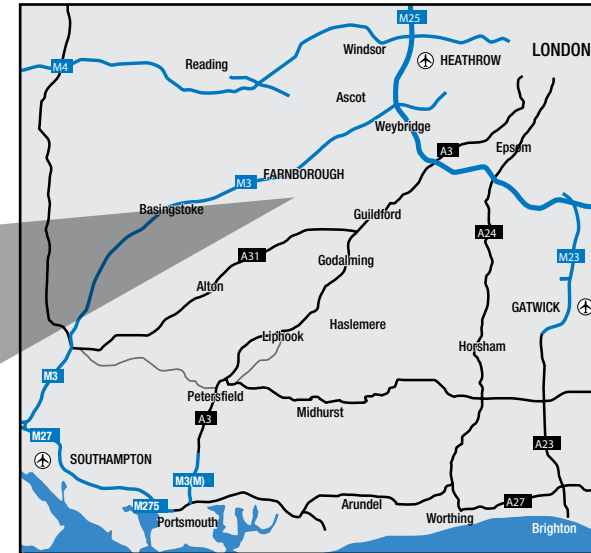 M25
Windsor
LONDON
HEATHROW
Reading
M4
Ascot
Weybridge
A3
Epsom
FARNBOROUGH
M3
Basingstoke
Guildford
A24
A31
Godalming
M23
Alton
GATWICK
Haslemere
Liphook
Horsham
M3
Petersfield
Midhurst
A3
M27
A23
SOUTHAMPTON
M3(M)
M275
Arundel
A27
Portsmouth
Worthing
Brighton